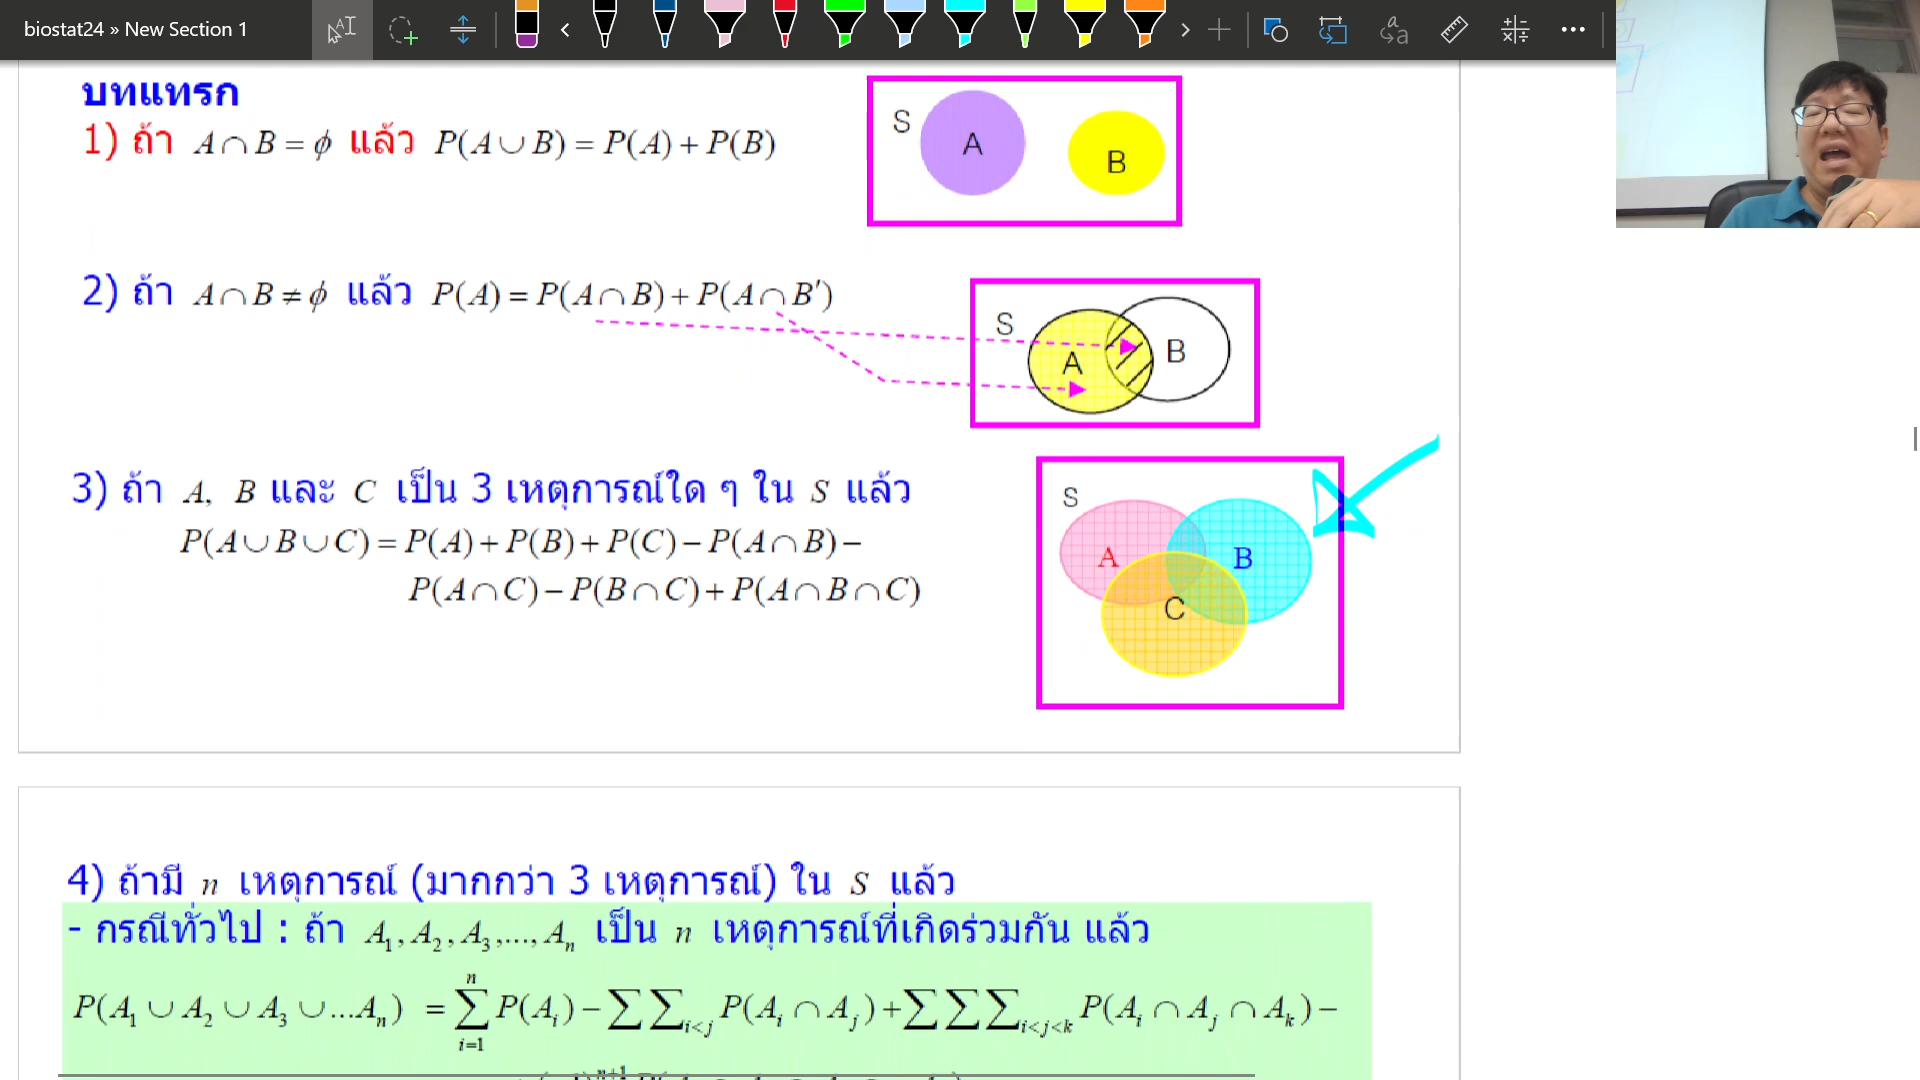 biostat24 » New Section 1
บทแทรก
1) ถ้า A∩B = ϕ แล้ว P(A∪B) = P(A) + P(B)
S
A
B
2) ถ้า A∩B ≠ ϕ แล้ว P(A) = P(A∩B) + P(A∩B′)
S
A
B
3) ถ้า A, B และ C เป็น 3 เหตุการณ์ใด ๆ ใน S แล้ว
P(A∪B∪C) = P(A) + P(B) + P(C) − P(A∩B) −
P(A∩C) − P(B∩C) + P(A∩B∩C)
S
A
B
C
4) ถ้ามี n เหตุการณ์ (มากกว่า 3 เหตุการณ์) ใน S แล้ว
- กรณีทั่วไป : ถ้า A₁, A₂, A₃,..., Aₙ เป็น n เหตุการณ์ที่เกิดร่วมกัน แล้ว
P(A₁ ∪ A₂ ∪ A₃ ∪ ...Aₙ) = ∑ⁿᵢ₌₁ P(Aᵢ) − ∑∑_{i<j} P(Aᵢ ∩ Aⱼ) + ∑∑∑_{i<j<k} P(Aᵢ ∩ Aⱼ ∩ Aₖ) −